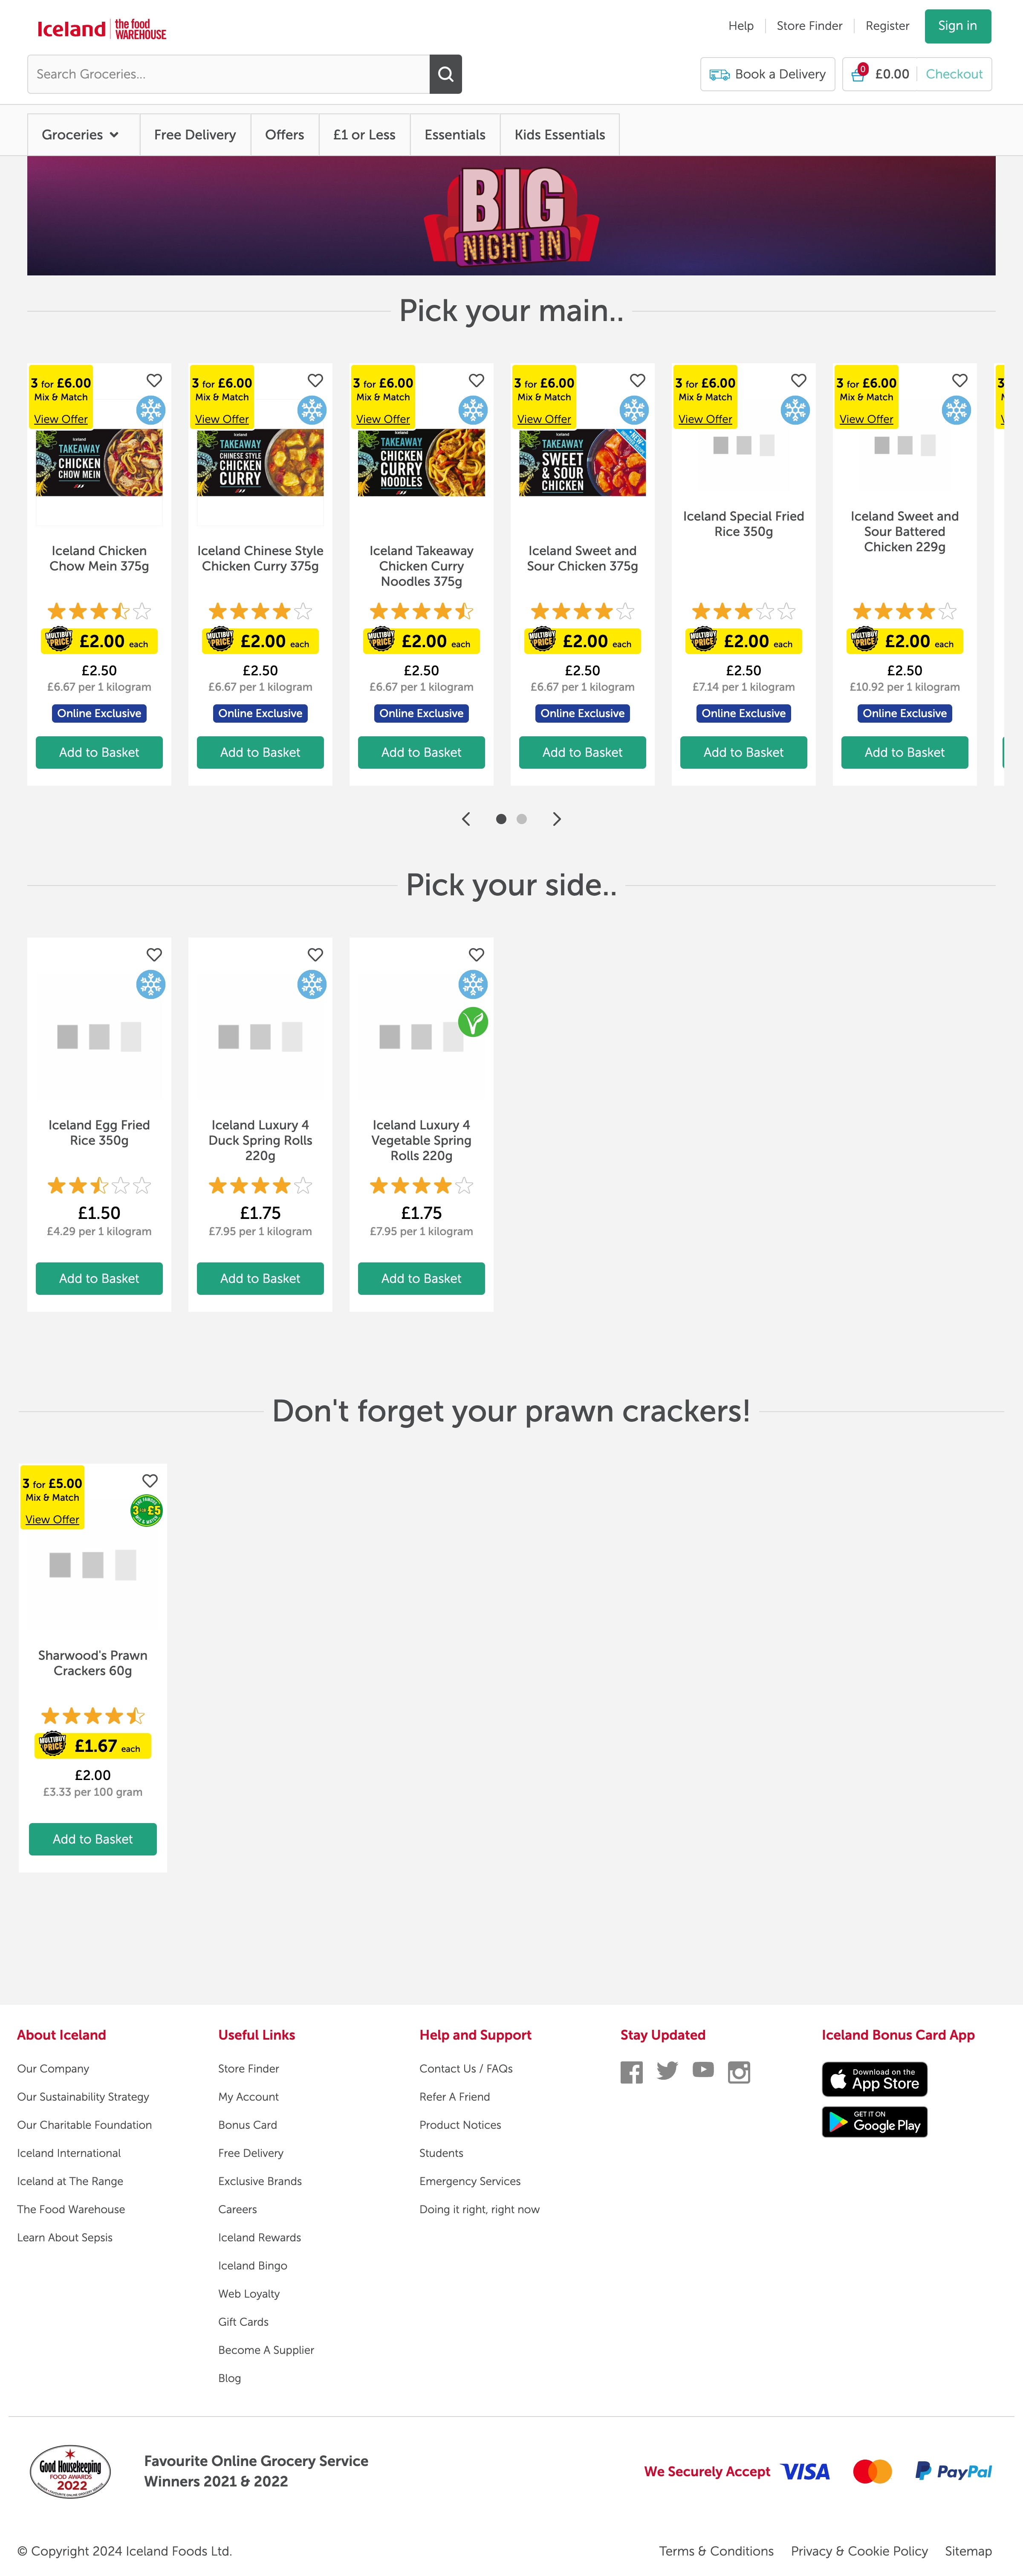 Iceland the food WAREHOUSE
Help Store Finder Register Sign in
Search Groceries...
Book a Delivery 0 £0.00 Checkout
Groceries Free Delivery Offers £1 or Less Essentials Kids Essentials
BIG
NIGHT IN
Pick your main..
3 for £6.00
Mix & Match
View Offer
Iceland
TAKEAWAY
CHICKEN
CHOW MEIN
Iceland Chicken
Chow Mein 375g
MULTIBUY PRICE £2.00 each
£2.50
£6.67 per 1 kilogram
Online Exclusive
Add to Basket
3 for £6.00
Mix & Match
View Offer
Iceland
TAKEAWAY
CHINESE STYLE
CHICKEN
CURRY
Iceland Chinese Style
Chicken Curry 375g
MULTIBUY PRICE £2.00 each
£2.50
£6.67 per 1 kilogram
Online Exclusive
Add to Basket
3 for £6.00
Mix & Match
View Offer
Iceland
TAKEAWAY
CHICKEN
CURRY
NOODLES
Iceland Takeaway
Chicken Curry
Noodles 375g
MULTIBUY PRICE £2.00 each
£2.50
£6.67 per 1 kilogram
Online Exclusive
Add to Basket
3 for £6.00
Mix & Match
View Offer
Iceland
TAKEAWAY
SWEET
& SOUR
CHICKEN
Iceland Sweet and
Sour Chicken 375g
MULTIBUY PRICE £2.00 each
£2.50
£6.67 per 1 kilogram
Online Exclusive
Add to Basket
3 for £6.00
Mix & Match
View Offer
Iceland Special Fried
Rice 350g
MULTIBUY PRICE £2.00 each
£2.50
£7.14 per 1 kilogram
Online Exclusive
Add to Basket
3 for £6.00
Mix & Match
View Offer
Iceland Sweet and
Sour Battered
Chicken 229g
MULTIBUY PRICE £2.00 each
£2.50
£10.92 per 1 kilogram
Online Exclusive
Add to Basket
3
Pick your side..
Iceland Egg Fried
Rice 350g
£1.50
£4.29 per 1 kilogram
Add to Basket
Iceland Luxury 4
Duck Spring Rolls
220g
£1.75
£7.95 per 1 kilogram
Add to Basket
Iceland Luxury 4
Vegetable Spring
Rolls 220g
£1.75
£7.95 per 1 kilogram
Add to Basket
Don't forget your prawn crackers!
3 for £5.00
Mix & Match
View Offer
3 for £5
Sharwood's Prawn
Crackers 60g
MULTIBUY PRICE £1.67 each
£2.00
£3.33 per 100 gram
Add to Basket
About Iceland
Our Company
Our Sustainability Strategy
Our Charitable Foundation
Iceland International
Iceland at The Range
The Food Warehouse
Learn About Sepsis
Useful Links
Store Finder
My Account
Bonus Card
Free Delivery
Exclusive Brands
Careers
Iceland Rewards
Iceland Bingo
Web Loyalty
Gift Cards
Become A Supplier
Blog
Help and Support
Contact Us / FAQs
Refer A Friend
Product Notices
Students
Emergency Services
Doing it right, right now
Stay Updated
Iceland Bonus Card App
Download on the
App Store
GET IT ON
Google Play
Good Housekeeping
FOOD AWARDS
2022
Favourite Online Grocery Service
Winners 2021 & 2022
We Securely Accept VISA PayPal
© Copyright 2024 Iceland Foods Ltd.
Terms & Conditions Privacy & Cookie Policy Sitemap